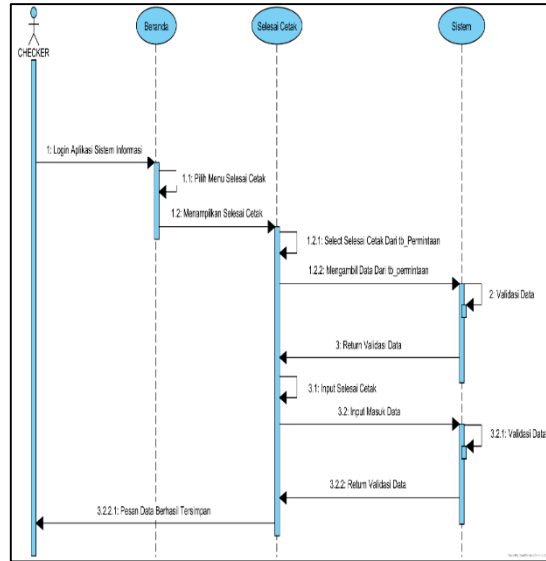 CHECKER
Beranda
Selesai Cetak
Sistem
1: Login Aplikasi Sistem Informasi
1.1: Pilih Menu Selesai Cetak
1.2: Menampilkan Selesai Cetak
1.2.1: Select Selesai Cetak Dari tb_Permintaan
1.2.2: Mengambil Data Dari tb_permintaan
2: Validasi Data
3: Return Validasi Data
3.1: Input Selesai Cetak
3.2: Input Masuk Data
3.2.1: Validasi Data
3.2.2: Return Validasi Data
3.2.2.1: Pesan Data Berhasil Tersimpan